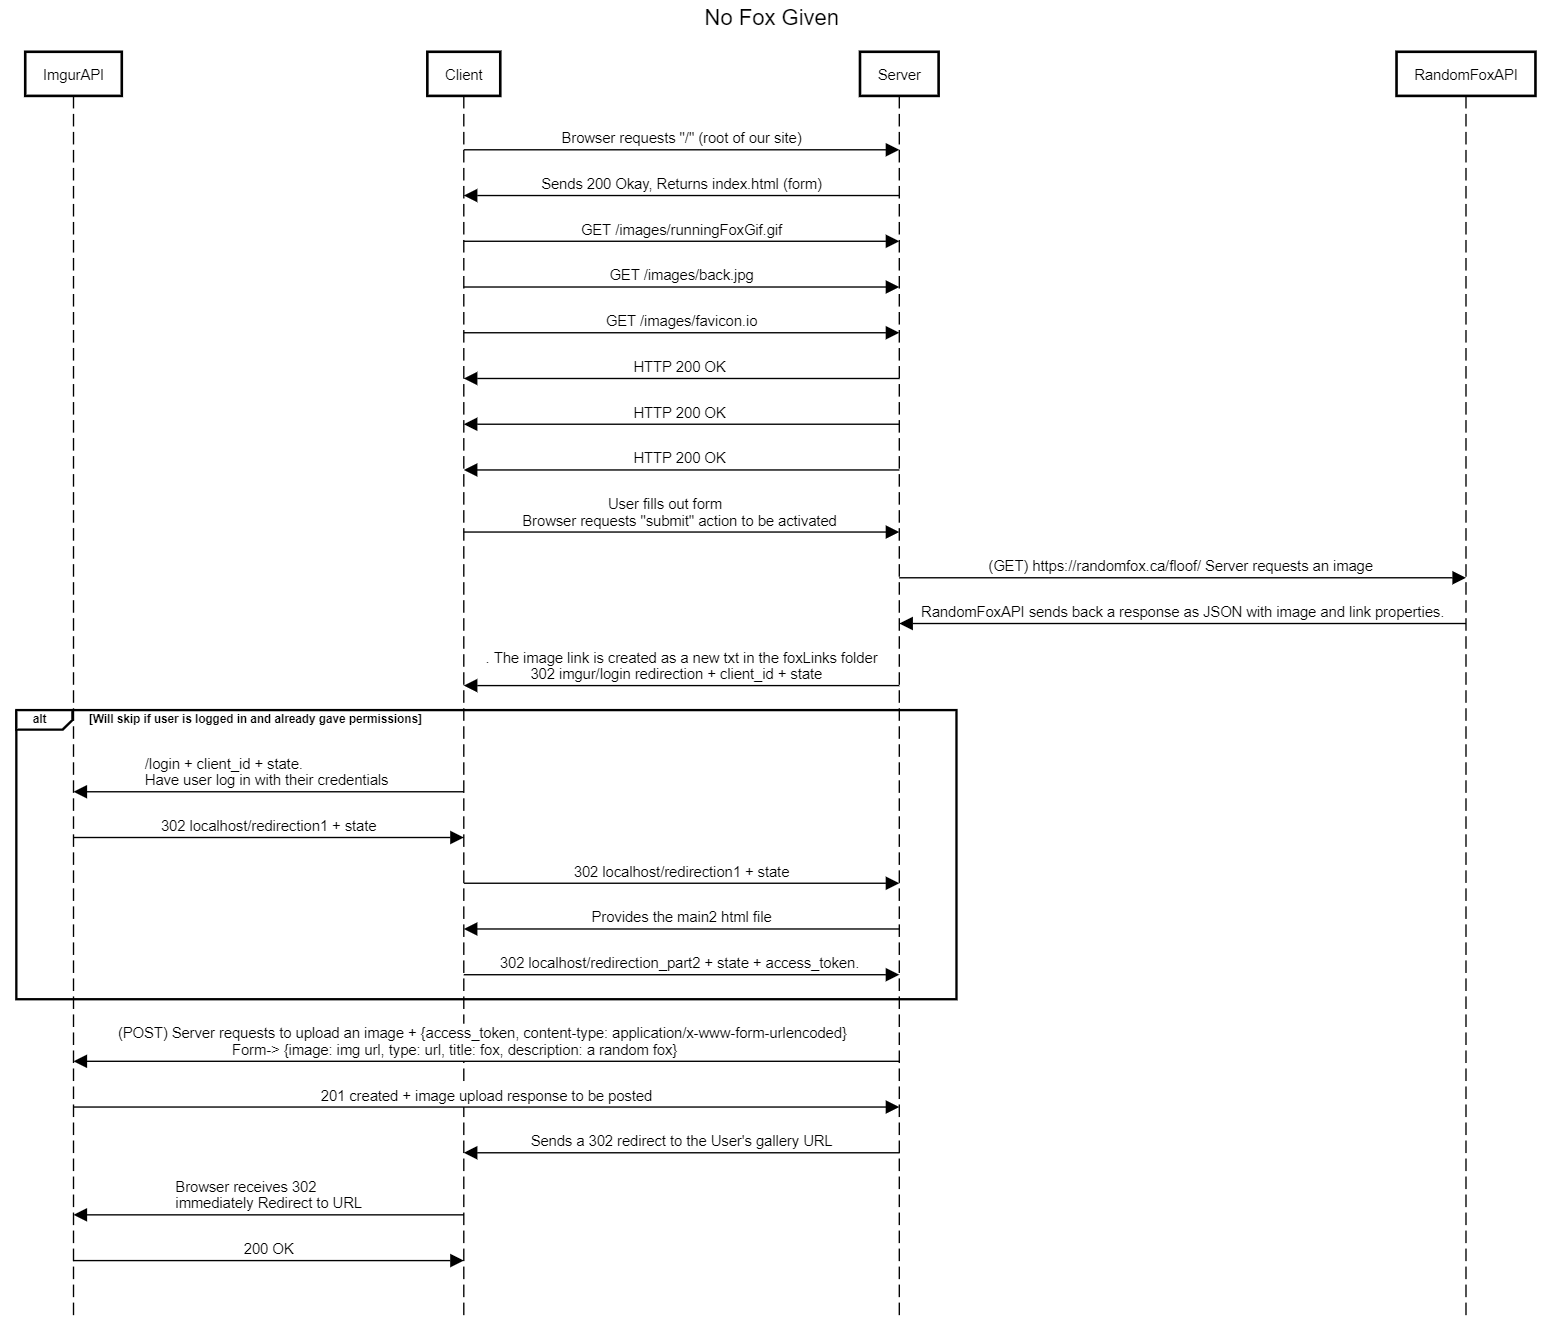 No Fox Given
ImgurAPI
Client
Server
RandomFoxAPI
Browser requests "/" (root of our site)
Sends 200 Okay, Returns index.html (form)
GET /images/runningFoxGif.gif
GET /images/back.jpg
GET /images/favicon.io
HTTP 200 OK
HTTP 200 OK
HTTP 200 OK
User fills out form
Browser requests "submit" action to be activated
(GET) https://randomfox.ca/floof/ Server requests an image
RandomFoxAPI sends back a response as JSON with image and link properties.
. The image link is created as a new txt in the foxLinks folder
302 imgur/login redirection + client_id + state
alt
[Will skip if user is logged in and already gave permissions]
/login + client_id + state.
Have user log in with their credentials
302 localhost/redirection1 + state
302 localhost/redirection1 + state
Provides the main2 html file
302 localhost/redirection_part2 + state + access_token.
(POST) Server requests to upload an image + {access_token, content-type: application/x-www-form-urlencoded}
Form-> {image: img url, type: url, title: fox, description: a random fox}
201 created + image upload response to be posted
Sends a 302 redirect to the User's gallery URL
Browser receives 302
immediately Redirect to URL
200 OK